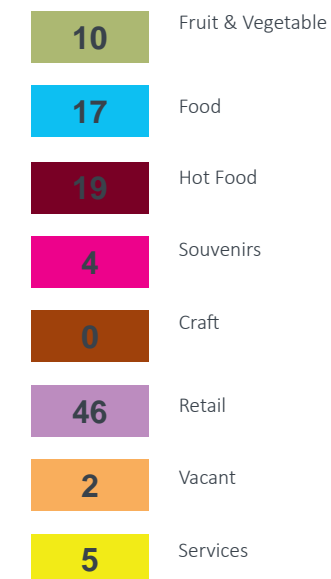 10 Fruit & Vegetable
17 Food
19 Hot Food
4 Souvenirs
0 Craft
46 Retail
2 Vacant
5 Services